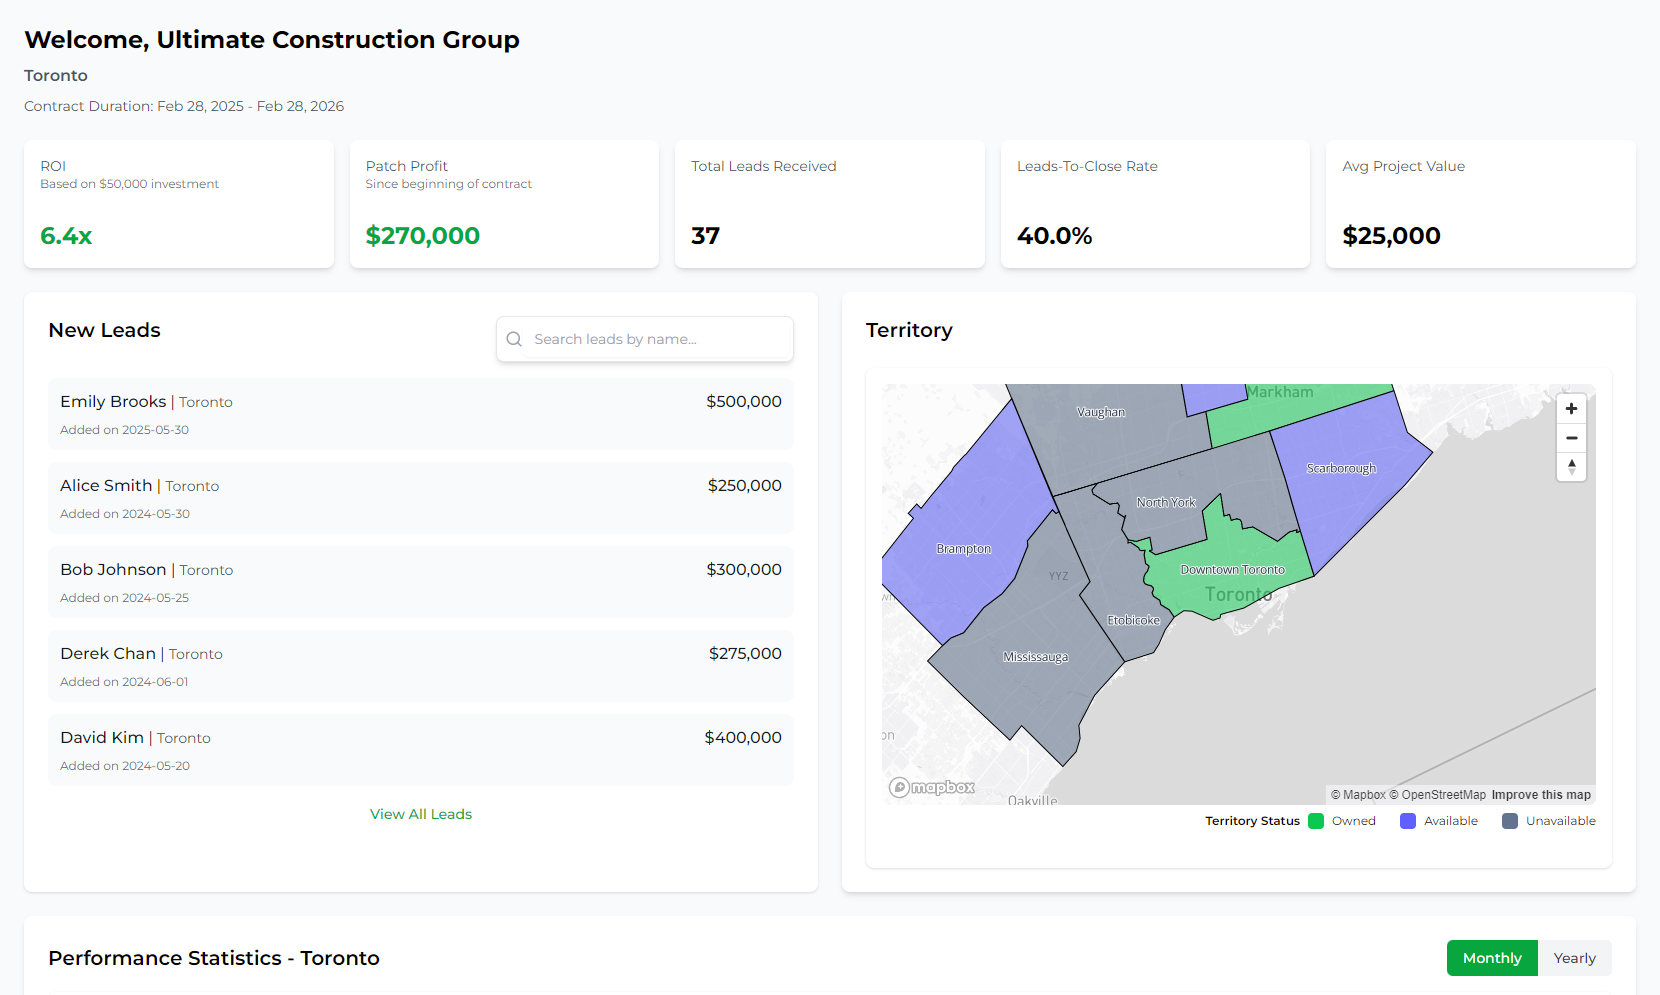 Welcome, Ultimate Construction Group
Toronto
Contract Duration: Feb 28, 2025 - Feb 28, 2026
ROI
Based on $50,000 investment
6.4x
Patch Profit
Since beginning of contract
$270,000
Total Leads Received
37
Leads-To-Close Rate
40.0%
Avg Project Value
$25,000
New Leads
Search leads by name...
Emily Brooks | Toronto
$500,000
Added on 2025-05-30
Alice Smith | Toronto
$250,000
Added on 2024-05-30
Bob Johnson | Toronto
$300,000
Added on 2024-05-25
Derek Chan | Toronto
$275,000
Added on 2024-06-01
David Kim | Toronto
$400,000
Added on 2024-05-20
View All Leads
Territory
Markham
Vaughan
Scarborough
North York
Brampton
Downtown Toronto
YYZ
Toronto
Etobicoke
Mississauga
mapbox
Oakville
© Mapbox © OpenStreetMap Improve this map
Territory Status Owned Available Unavailable
Performance Statistics - Toronto
Monthly Yearly